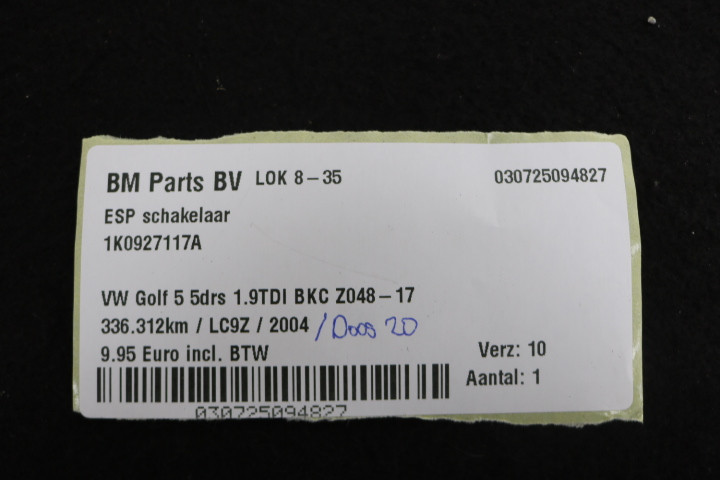 BM Parts BV LOK 8-35 030725094827
ESP schakelaar
1K0927117A
VW Golf 5 5drs 1.9TDI BKC Z048-17
336.312km / LC9Z / 2004 / Doos 20
9.95 Euro incl. BTW Verz: 10
Aantal: 1
030725094827